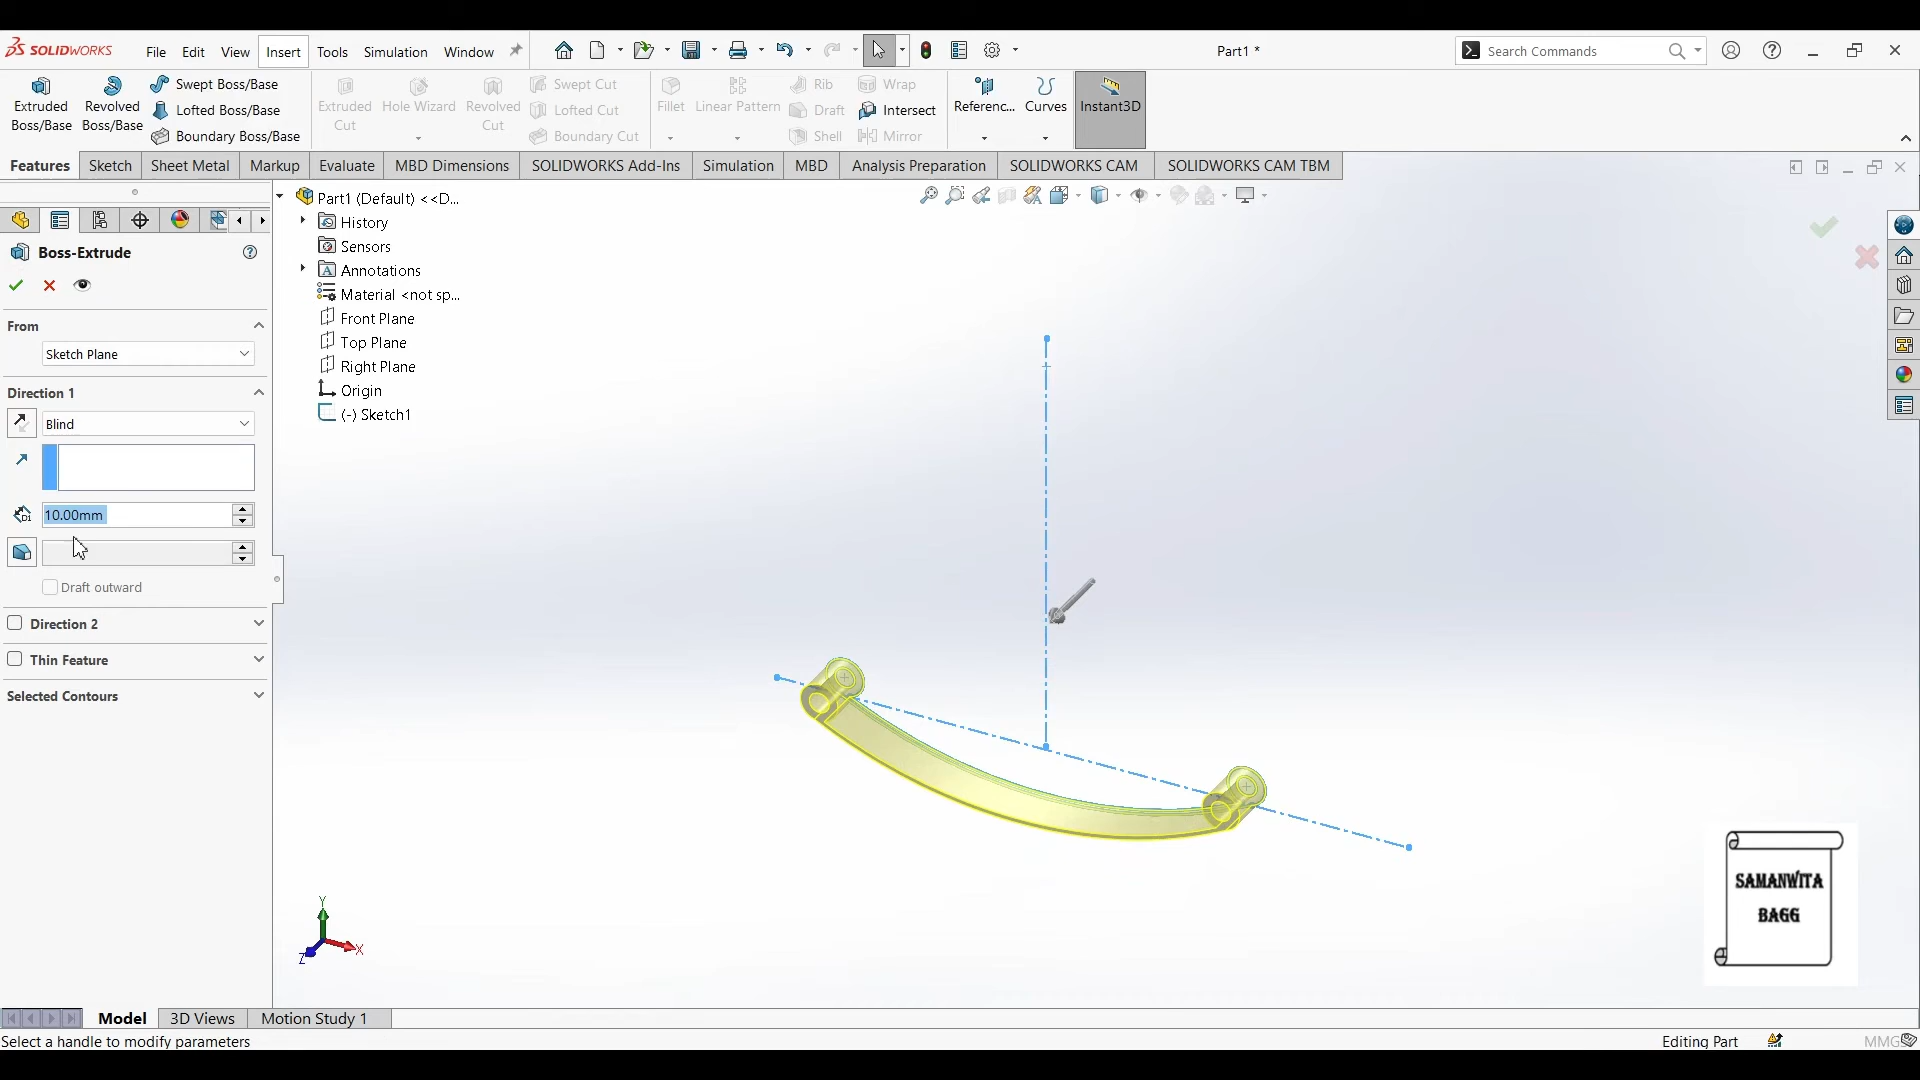 SOLIDWORKS File Edit View Insert Tools Simulation Window Part1 * Search Commands
Extruded Boss/Base
Revolved Boss/Base
Swept Boss/Base
Lofted Boss/Base
Boundary Boss/Base
Extruded Cut
Hole Wizard
Revolved Cut
Swept Cut
Lofted Cut
Boundary Cut
Fillet
Linear Pattern
Rib
Draft
Shell
Wrap
Intersect
Mirror
Referenc...
Curves
Instant3D
Features Sketch Sheet Metal Markup Evaluate MBD Dimensions SOLIDWORKS Add-Ins Simulation MBD Analysis Preparation SOLIDWORKS CAM SOLIDWORKS CAM TBM
Boss-Extrude
From
Sketch Plane
Direction 1
Blind
10.00mm
Draft outward
Direction 2
Thin Feature
Selected Contours
Part1 (Default) <<D...
History
Sensors
Annotations
Material <not sp...
Front Plane
Top Plane
Right Plane
Origin
(-) Sketch1
Y
X
Z
SAMANWITA
BAGG
Model 3D Views Motion Study 1
Select a handle to modify parameters Editing Part